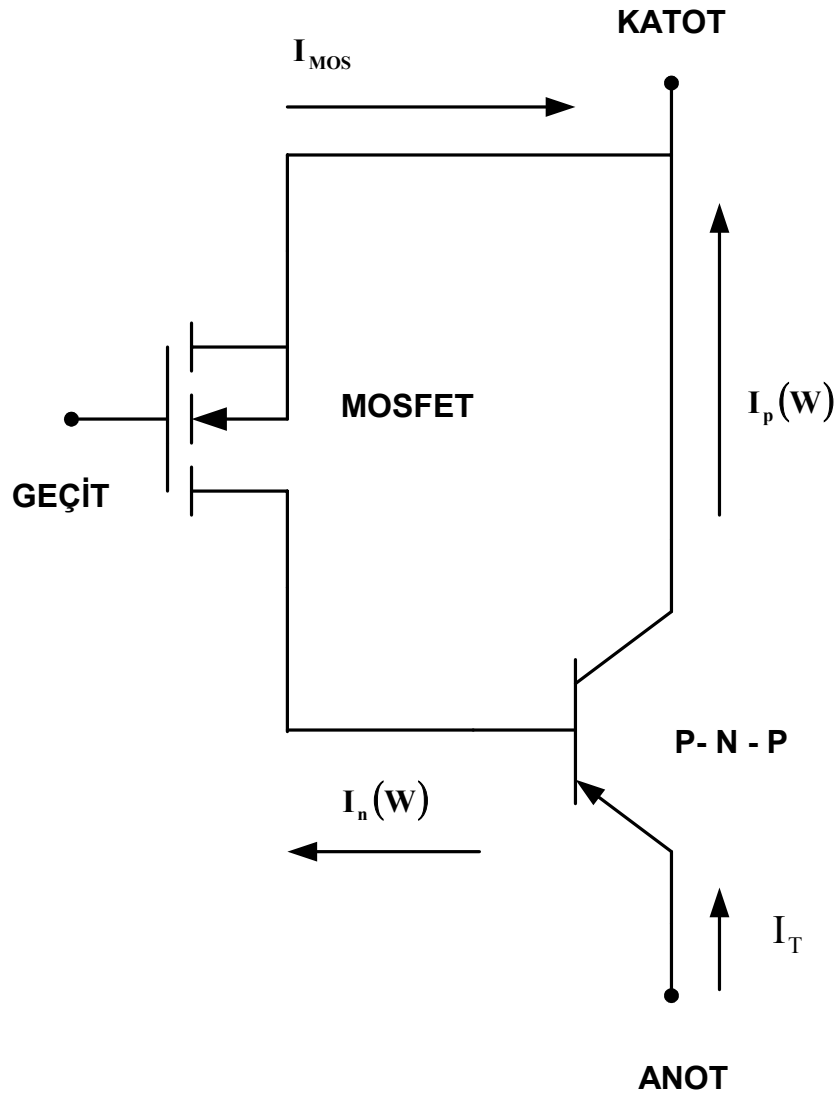 KATOT
I_MOS
MOSFET
I_p(W)
GEÇİT
P- N - P
I_n(W)
I_T
ANOT